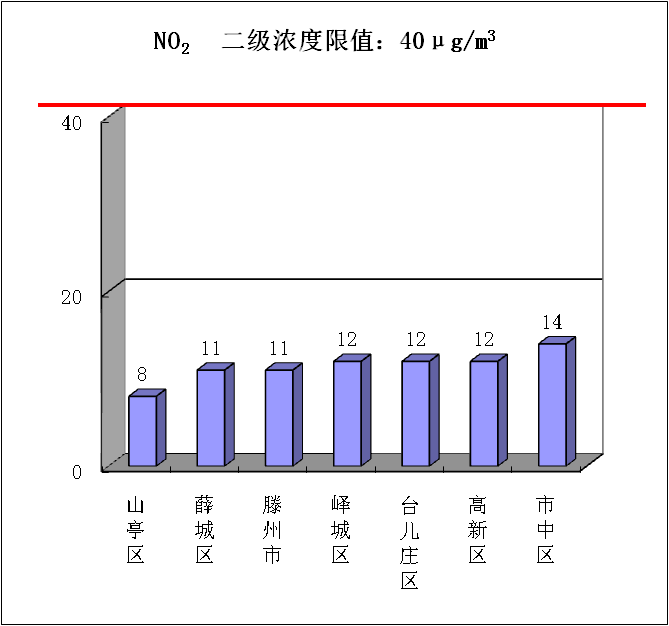 NO₂ 二级浓度限值：40μg/m³
40
20
0
8
11
11
12
12
12
14
山亭区
薛城区
滕州市
峄城区
台儿庄区
高新区
市中区